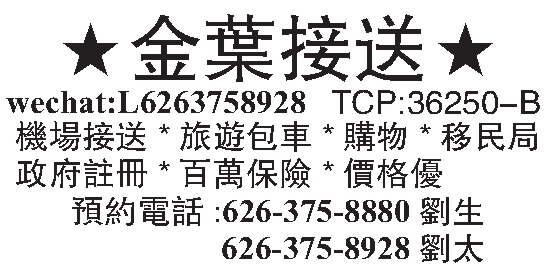 ★金葉接送★
wechat:L6263758928 TCP:36250-B
機場接送 * 旅遊包車 * 購物 * 移民局
政府註冊 * 百萬保險 * 價格優
預約電話 :626-375-8880 劉生
626-375-8928 劉太